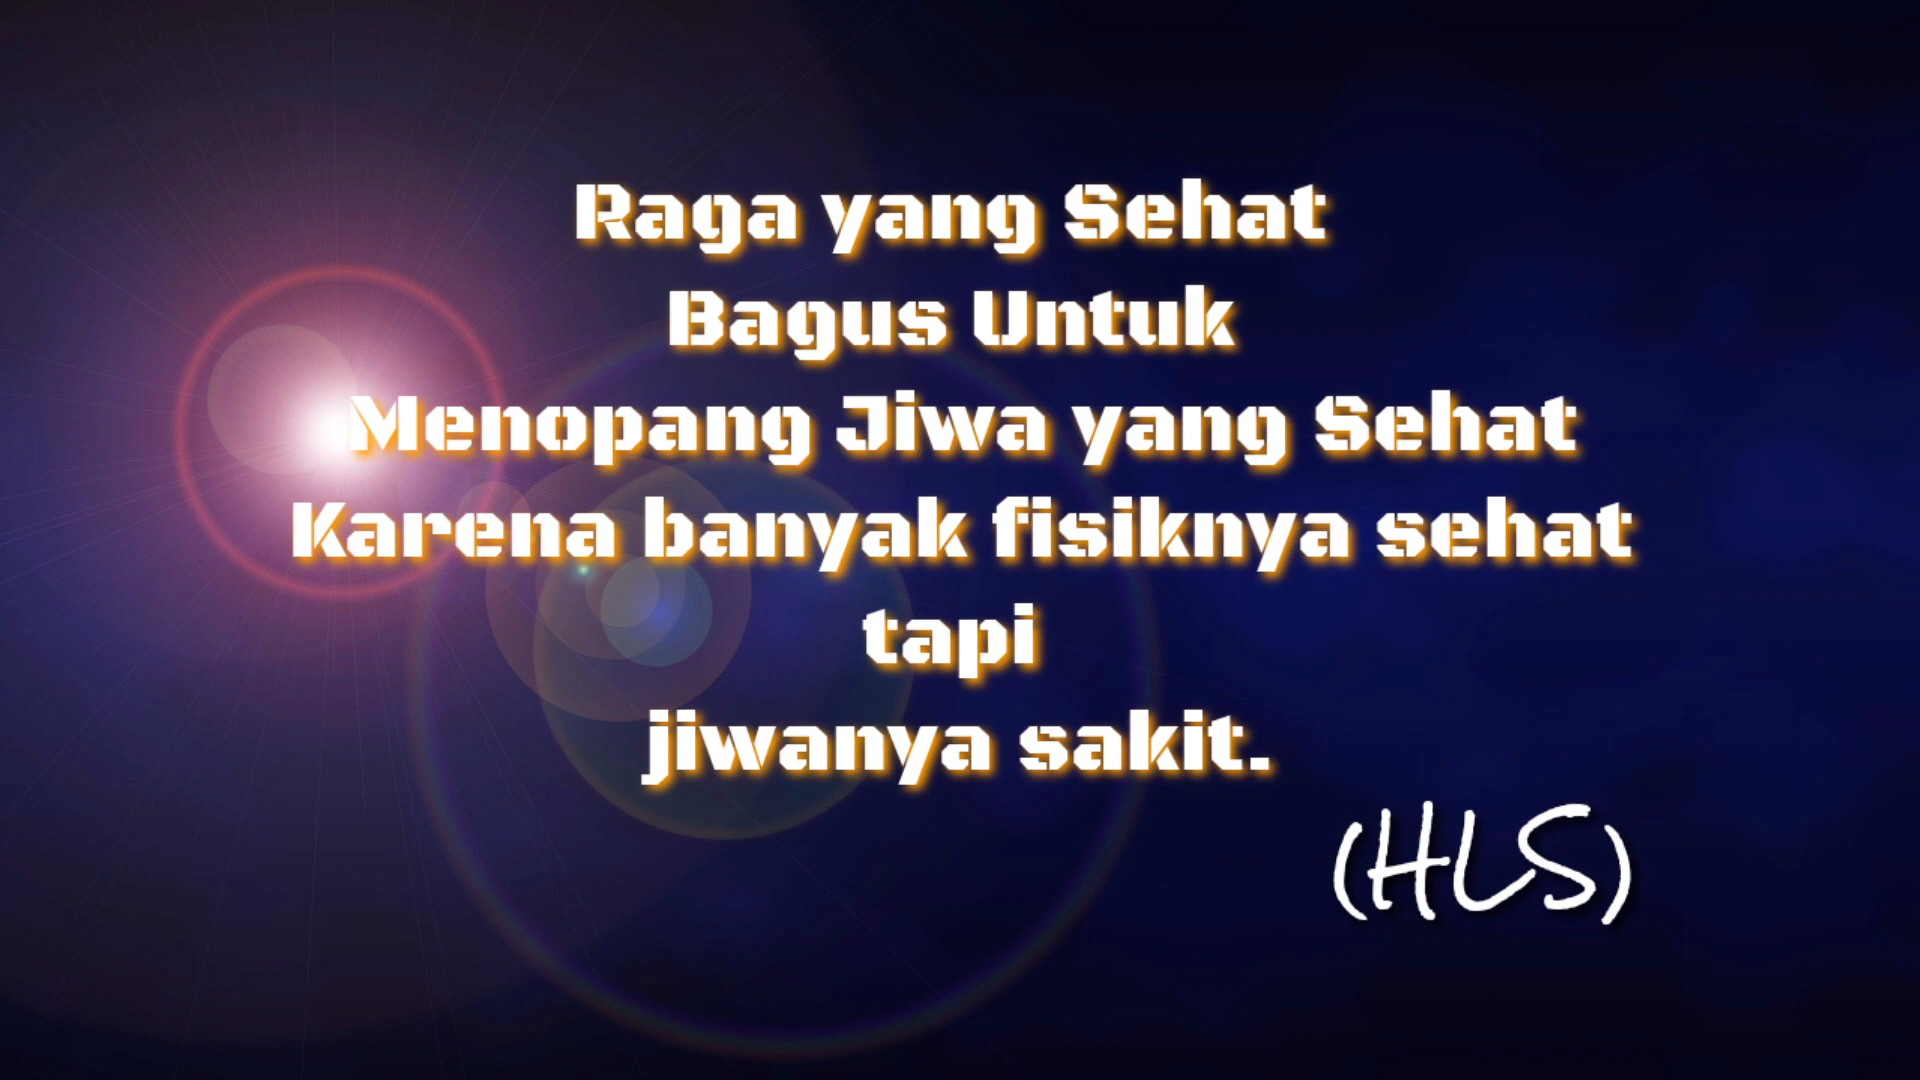 Raga yang Sehat
Bagus Untuk
Menopang Jiwa yang Sehat
Karena banyak fisiknya sehat
tapi
jiwanya sakit.
(HLS)